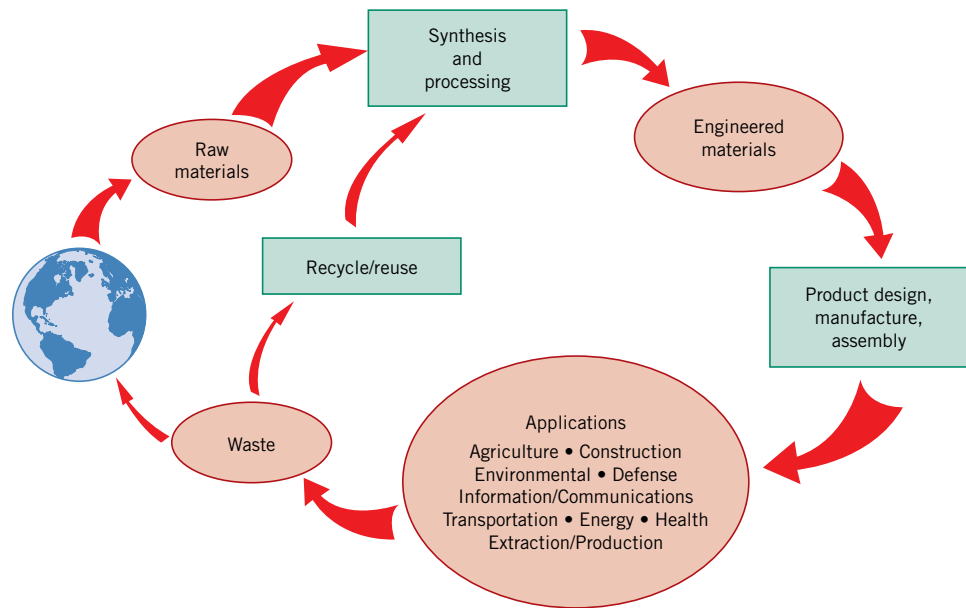 Synthesis
and
processing
Raw
materials
Engineered
materials
Recycle/reuse
Product design,
manufacture,
assembly
Applications
Agriculture • Construction
Environmental • Defense
Information/Communications
Transportation • Energy • Health
Extraction/Production
Waste